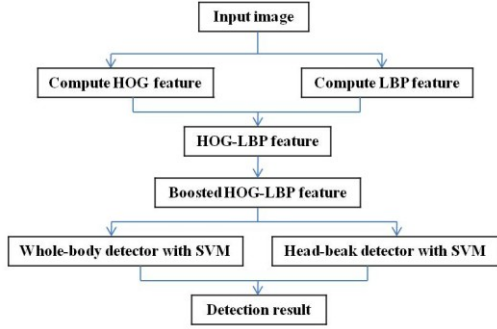 Input image
Compute HOG feature
Compute LBP feature
HOG-LBP feature
Boosted HOG-LBP feature
Whole-body detector with SVM
Head-beak detector with SVM
Detection result